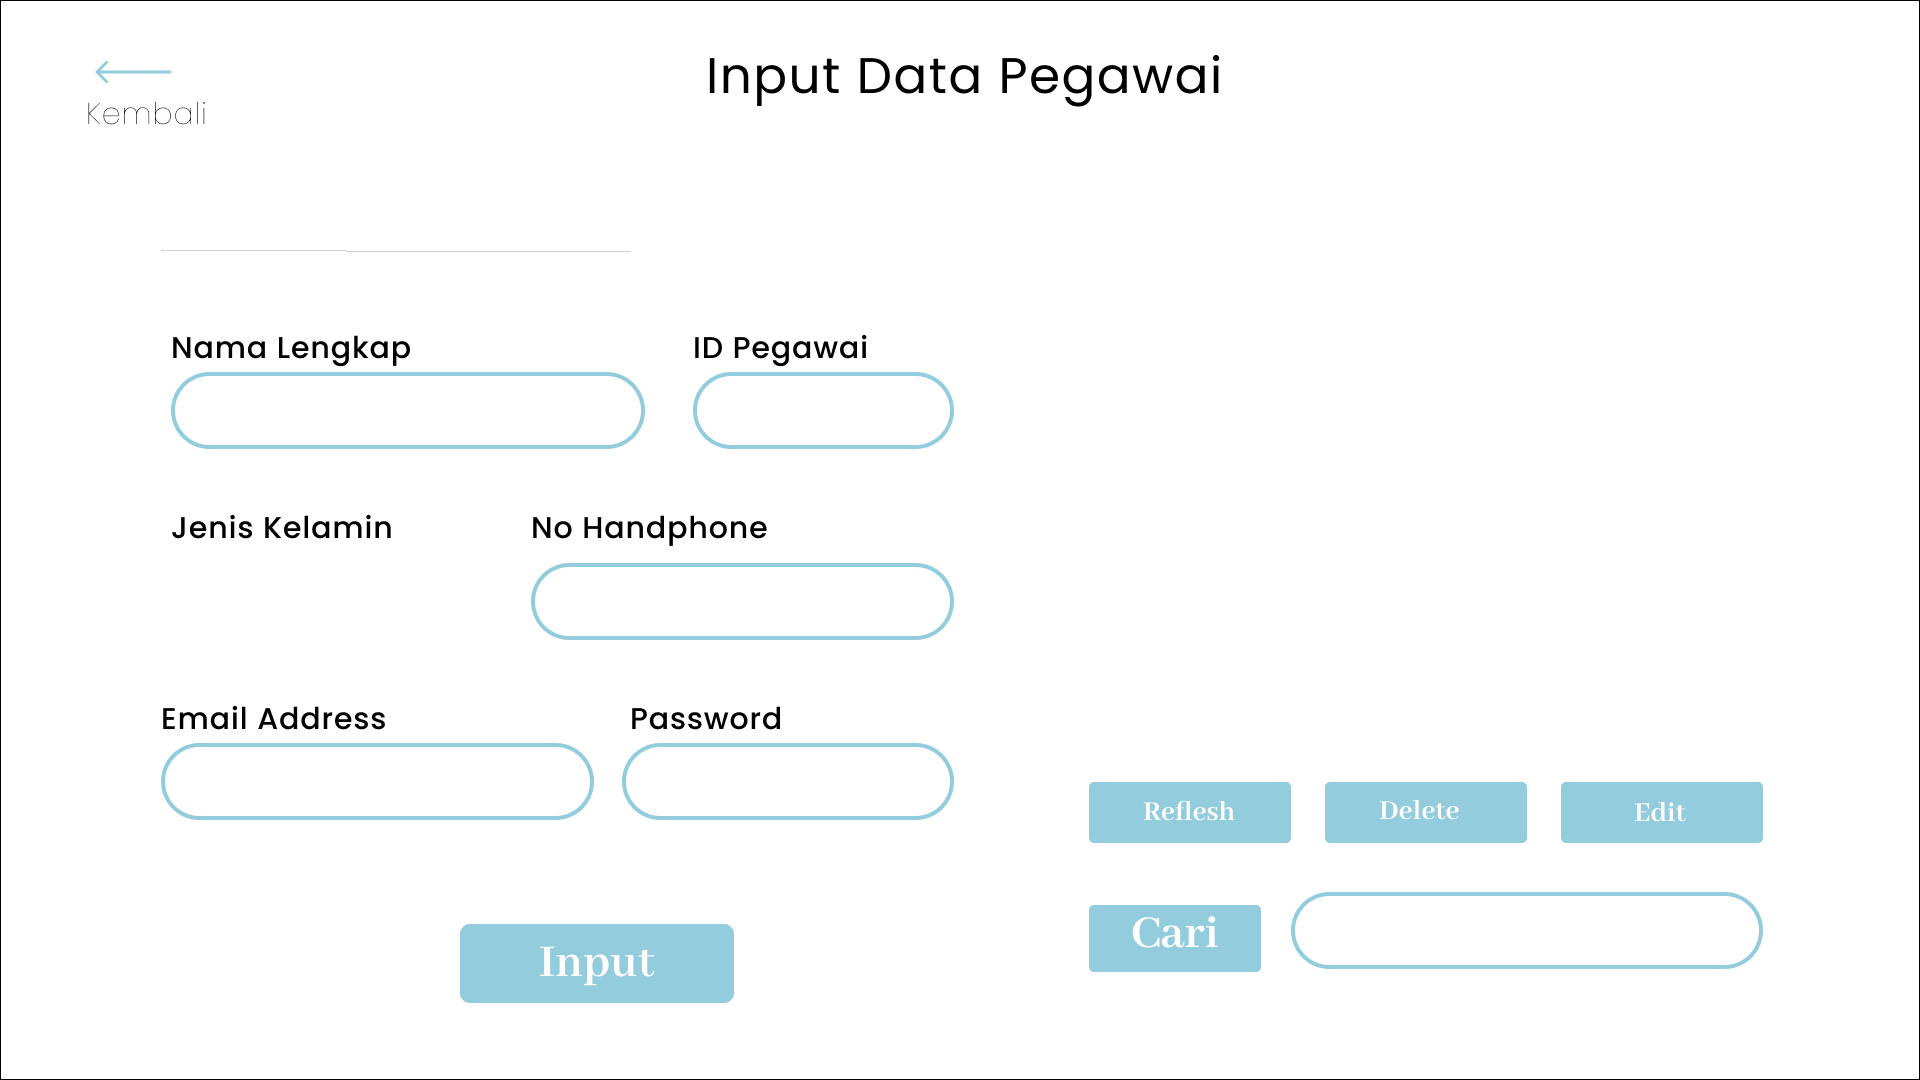 Input Data Pegawai
Kembali
Nama Lengkap
ID Pegawai
Jenis Kelamin
No Handphone
Email Address
Password
Reflesh
Delete
Edit
Cari
Input